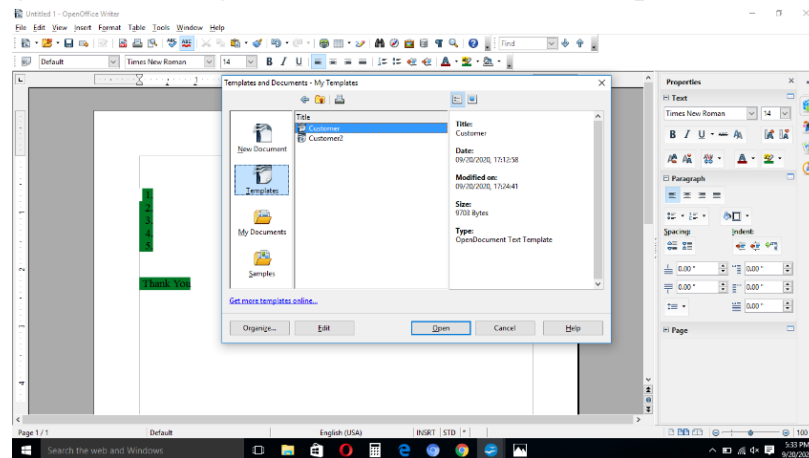 Untitled 1 - OpenOffice Writer
File Edit View Insert Format Table Tools Window Help
Find
Default Times New Roman 14
Templates and Documents - My Templates
New Document
Templates
My Documents
Samples
Title
Customer
Customer2
Title:
Customer
Date:
09/20/2020, 17:12:58
Modified on:
09/20/2020, 17:24:41
Size:
9703 Bytes
Type:
OpenDocument Text Template
Get more templates online...
Organize... Edit Open Cancel Help
1.
2.
3.
4.
5.
Thank You
Properties
Text
Times New Roman 14
Paragraph
Spacing: Indent:
0.00 " 0.00 "
0.00 " 0.00 "
0.00 "
Page
Page 1 / 1 Default English (USA) INSRT STD * 100
Search the web and Windows
5:33 PM